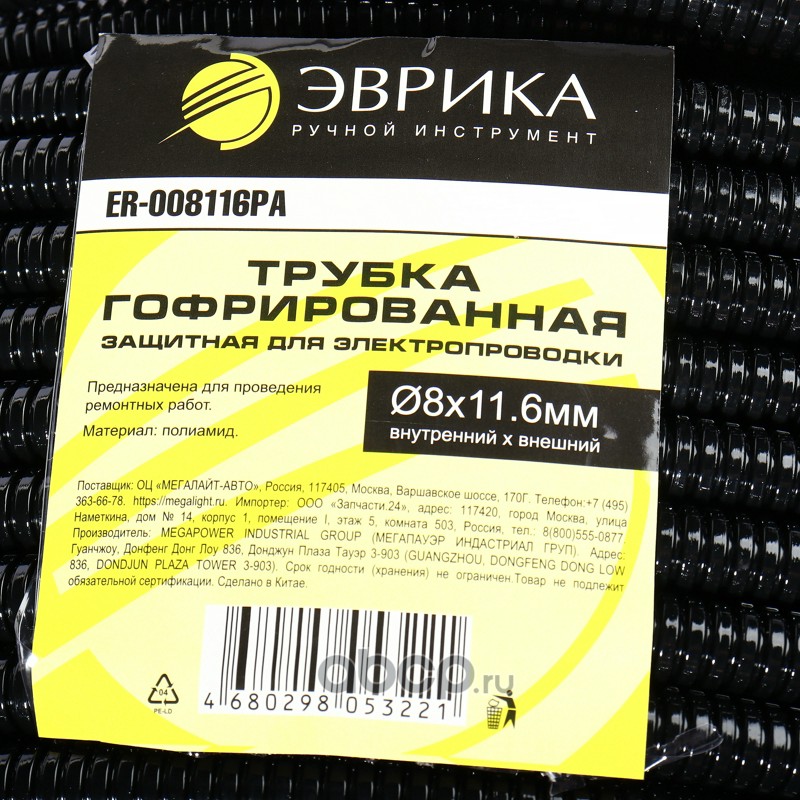 ЭВРИКА
РУЧНОЙ ИНСТРУМЕНТ
ER-008116PA
ТРУБКА
ГОФРИРОВАННАЯ
ЗАЩИТНАЯ ДЛЯ ЭЛЕКТРОПРОВОДКИ
Предназначена для проведения
ремонтных работ.
Материал: полиамид.
Ø8x11.6мм
внутренний x внешний
Поставщик: ОЦ «МЕГАЛАЙТ-АВТО», Россия, 117405, Москва, Варшавское шоссе, 170Г. Телефон:+7 (495)
363-66-78. https://megalight.ru. Импортер: ООО «Запчасти.24», адрес: 117420, город Москва, улица
Наметкина, дом № 14, корпус 1, помещение I, этаж 5, комната 503, Россия, тел.: 8(800)555-0877.
Производитель: MEGAPOWER INDUSTRIAL GROUP (МЕГАПАУЭР ИНДАСТРИАЛ ГРУП). Адрес:
Гуанчжоу, Донфенг Донг Лоу 836, Донджун Плаза Тауэр 3-903 (GUANGZHOU, DONGFENG DONG LOW
836, DONDJUN PLAZA TOWER 3-903). Срок годности (хранения) не ограничен.Товар не подлежит
обязательной сертификации. Сделано в Китае.
abcp.ru
04
PE-LD
4 680298 053221